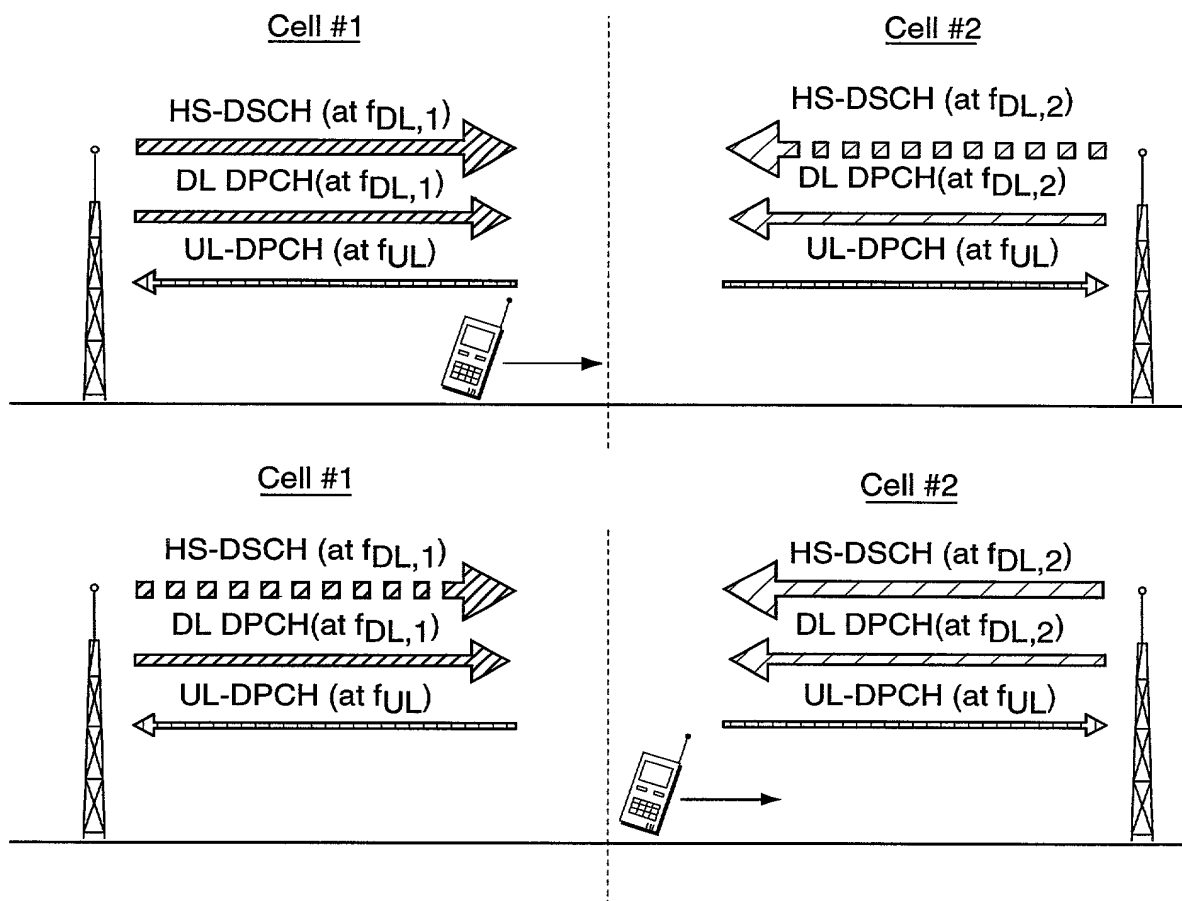 Cell #1
Cell #2
HS-DSCH (at fDL,1)
HS-DSCH (at fDL,2)
DL DPCH(at fDL,1)
DL DPCH(at fDL,2)
UL-DPCH (at fUL)
UL-DPCH (at fUL)
Cell #1
Cell #2
HS-DSCH (at fDL,1)
HS-DSCH (at fDL,2)
DL DPCH(at fDL,1)
DL DPCH(at fDL,2)
UL-DPCH (at fUL)
UL-DPCH (at fUL)